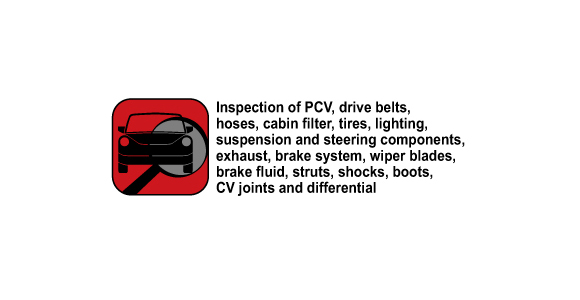 Inspection of PCV, drive belts,
hoses, cabin filter, tires, lighting,
suspension and steering components,
exhaust, brake system, wiper blades,
brake fluid, struts, shocks, boots,
CV joints and differential